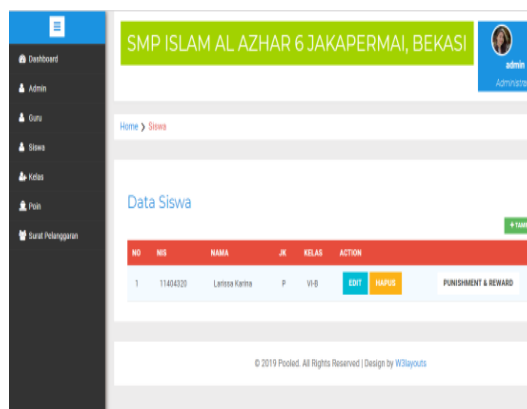 SMP ISLAM AL AZHAR 6 JAKAPERMAI, BEKASI
admin
Administra
Dashboard
Admin
Guru
Siswa
Kelas
Poin
Surat Pelanggaran
Home > Siswa
Data Siswa
+TAM
NO NIS NAMA JK KELAS ACTION
1 11404320 Larissa Karina P VI-B EDIT HAPUS PUNISHMENT & REWARD
© 2019 Pooled. All Rights Reserved | Design by W3layouts